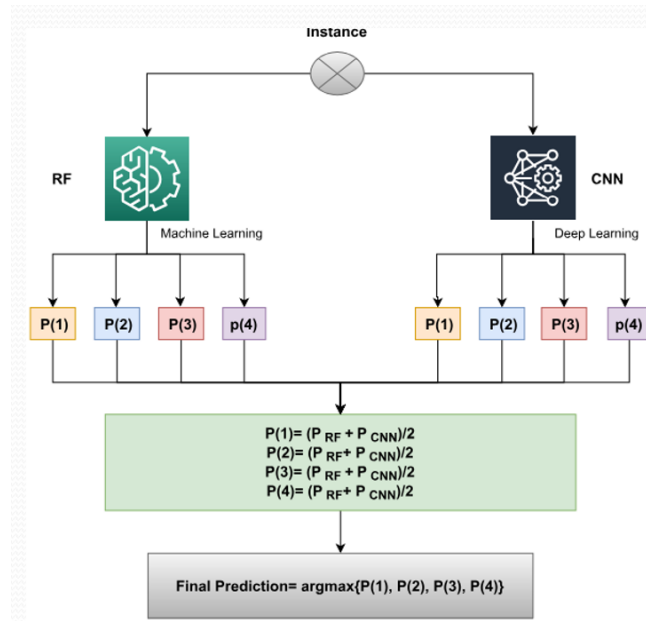 Instance
RF
CNN
Machine Learning
Deep Learning
P(1)
P(2)
P(3)
p(4)
P(1)
P(2)
P(3)
p(4)
P(1)= (P RF + P CNN)/2
P(2)= (P RF+ P CNN)/2
P(3)= (P RF + P CNN)/2
P(4)= (P RF+ P CNN)/2
Final Prediction= argmax{P(1), P(2), P(3), P(4)}